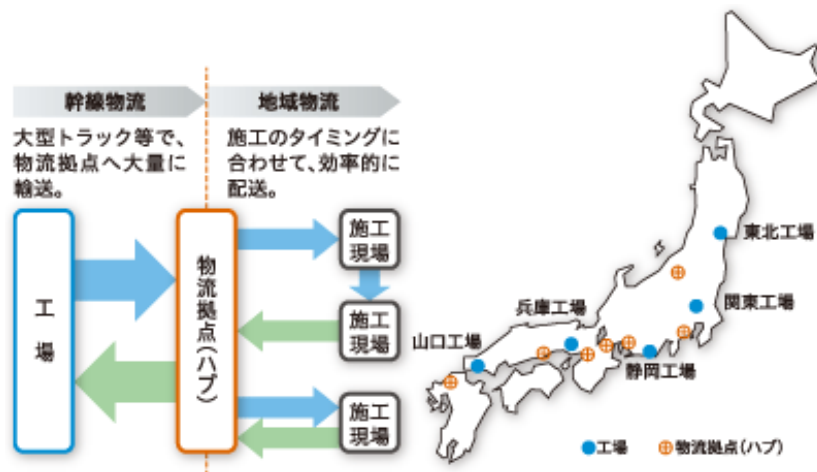 幹線物流
地域物流
大型トラック等で、
物流拠点へ大量に
輸送。
施工のタイミングに
合わせて、効率的に
配送。
工場
物流拠点(ハブ)
施工
現場
施工
現場
施工
現場
東北工場
関東工場
兵庫工場
山口工場
静岡工場
工場
物流拠点(ハブ)